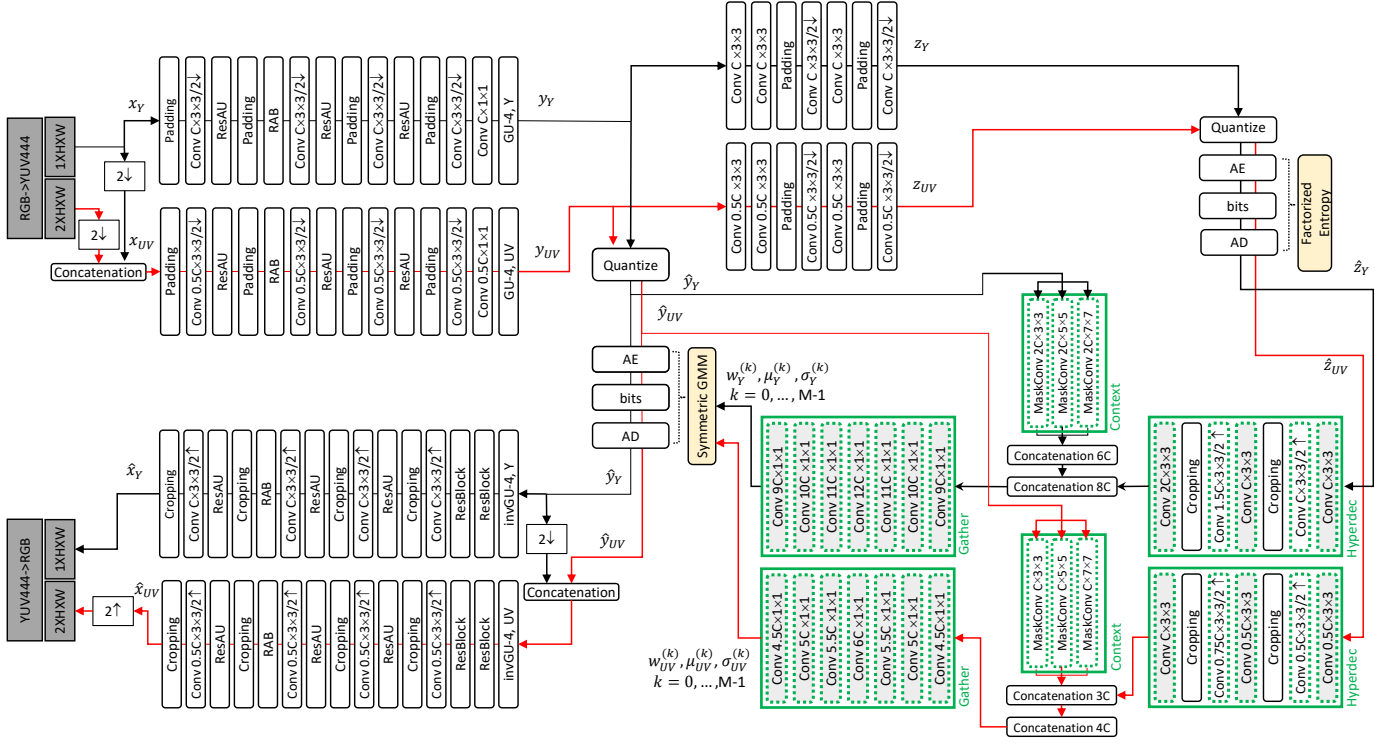 RGB->YUV444
1XHXW
2XHXW
x_Y
2↓
2↓
x_{UV}
Concatenation
Padding
Conv C×3×3/2↓
ResAU
Padding
RAB
Conv C×3×3/2↓
ResAU
Padding
Conv C×3×3/2↓
ResAU
Padding
Conv C×3×3/2↓
Conv C×1×1
GU-4, Y
y_Y
Padding
Conv 0.5C×3×3/2↓
ResAU
Padding
RAB
Conv 0.5C×3×3/2↓
ResAU
Padding
Conv 0.5C×3×3/2↓
ResAU
Padding
Conv 0.5C×3×3/2↓
Conv 0.5C×1×1
GU-4, UV
y_{UV}
Conv C ×3×3
Conv C ×3×3
Padding
Conv C ×3×3/2↓
Conv C ×3×3
Padding
Conv C ×3×3/2↓
z_Y
Conv 0.5C ×3×3
Conv 0.5C ×3×3
Padding
Conv 0.5C ×3×3/2↓
Conv 0.5C ×3×3
Padding
Conv 0.5C ×3×3/2↓
z_{UV}
Quantize
AE
bits
AD
Factorized
Entropy
ẑ_Y
ẑ_{UV}
Quantize
ŷ_Y
ŷ_{UV}
AE
bits
AD
Symmetric GMM
w_Y^{(k)}, μ_Y^{(k)}, σ_Y^{(k)}
k = 0, … , M-1
MaskConv 2C×3×3
MaskConv 2C×5×5
MaskConv 2C×7×7
Context
Concatenation 6C
Concatenation 8C
Conv 9C×1×1
Conv 10C ×1×1
Conv 11C ×1×1
Conv 12C ×1×1
Conv 11C ×1×1
Conv 10C ×1×1
Conv 9C×1×1
Gather
Conv 2C×3×3
Cropping
Conv 1.5C×3×3/2↑
Conv C×3×3
Cropping
Conv C×3×3/2↑
Conv C×3×3
Hyperdec
x̂_Y
Cropping
Conv C×3×3/2↑
ResAU
Cropping
RAB
Conv C×3×3/2↑
ResAU
Cropping
Conv C×3×3/2↑
ResAU
Cropping
Conv C×3×3/2↑
ResBlock
ResBlock
invGU-4, Y
ŷ_Y
2↓
ŷ_{UV}
Concatenation
YUV444->RGB
1XHXW
2XHXW
2↑
x̂_{UV}
Cropping
Conv 0.5C×3×3/2↑
ResAU
Cropping
RAB
Conv 0.5C×3×3/2↑
ResAU
Cropping
Conv 0.5C×3×3/2↑
ResAU
Cropping
Conv 0.5C×3×3/2↑
ResBlock
ResBlock
invGU-4, UV
w_{UV}^{(k)}, μ_{UV}^{(k)}, σ_{UV}^{(k)}
k = 0, … ,M-1
Conv 4.5C×1×1
Conv 5C ×1×1
Conv 5.5C ×1×1
Conv 6C ×1×1
Conv 5.5C ×1×1
Conv 5C ×1×1
Conv 4.5C×1×1
Gather
MaskConv C×3×3
MaskConv C×5×5
MaskConv C×7×7
Context
Concatenation 3C
Concatenation 4C
Conv C×3×3
Cropping
Conv 0.75C×3×3/2↑
Conv 0.5C×3×3
Cropping
Conv 0.5C×3×3/2↑
Conv 0.5C×3×3
Hyperdec